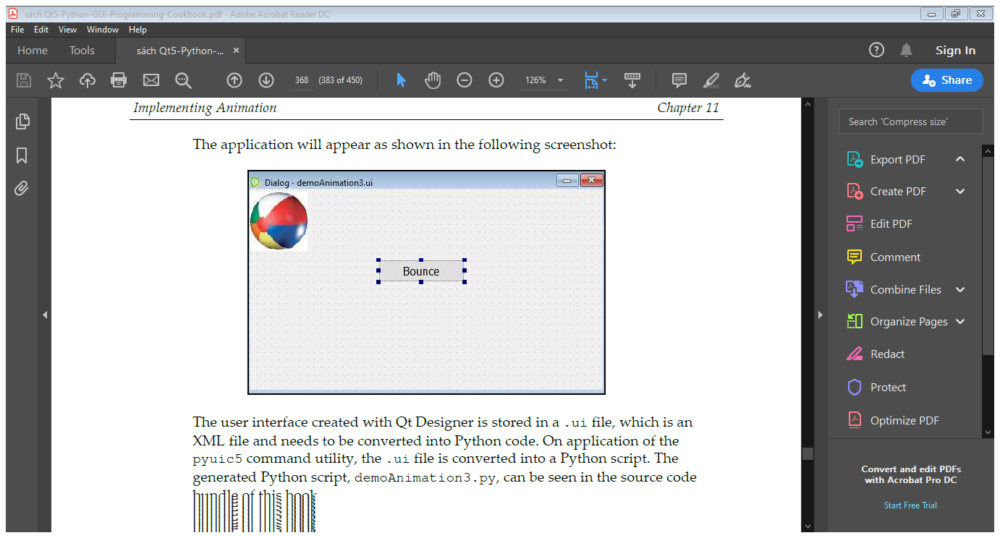 sách Qt5-Python-GUI-Programming-Cookbook.pdf - Adobe Acrobat Reader DC
File Edit View Window Help
Home Tools sách Qt5-Python-... × ? Sign In
368 (383 of 450) 126% Share
Implementing Animation Chapter 11
The application will appear as shown in the following screenshot:
Dialog - demoAnimation3.ui
Bounce
The user interface created with Qt Designer is stored in a .ui file, which is an
XML file and needs to be converted into Python code. On application of the
pyuic5 command utility, the .ui file is converted into a Python script. The
generated Python script, demoAnimation3.py, can be seen in the source code
bundle of this book
Search 'Compress size'
Export PDF
Create PDF
Edit PDF
Comment
Combine Files
Organize Pages
Redact
Protect
Optimize PDF
Convert and edit PDFs
with Acrobat Pro DC
Start Free Trial